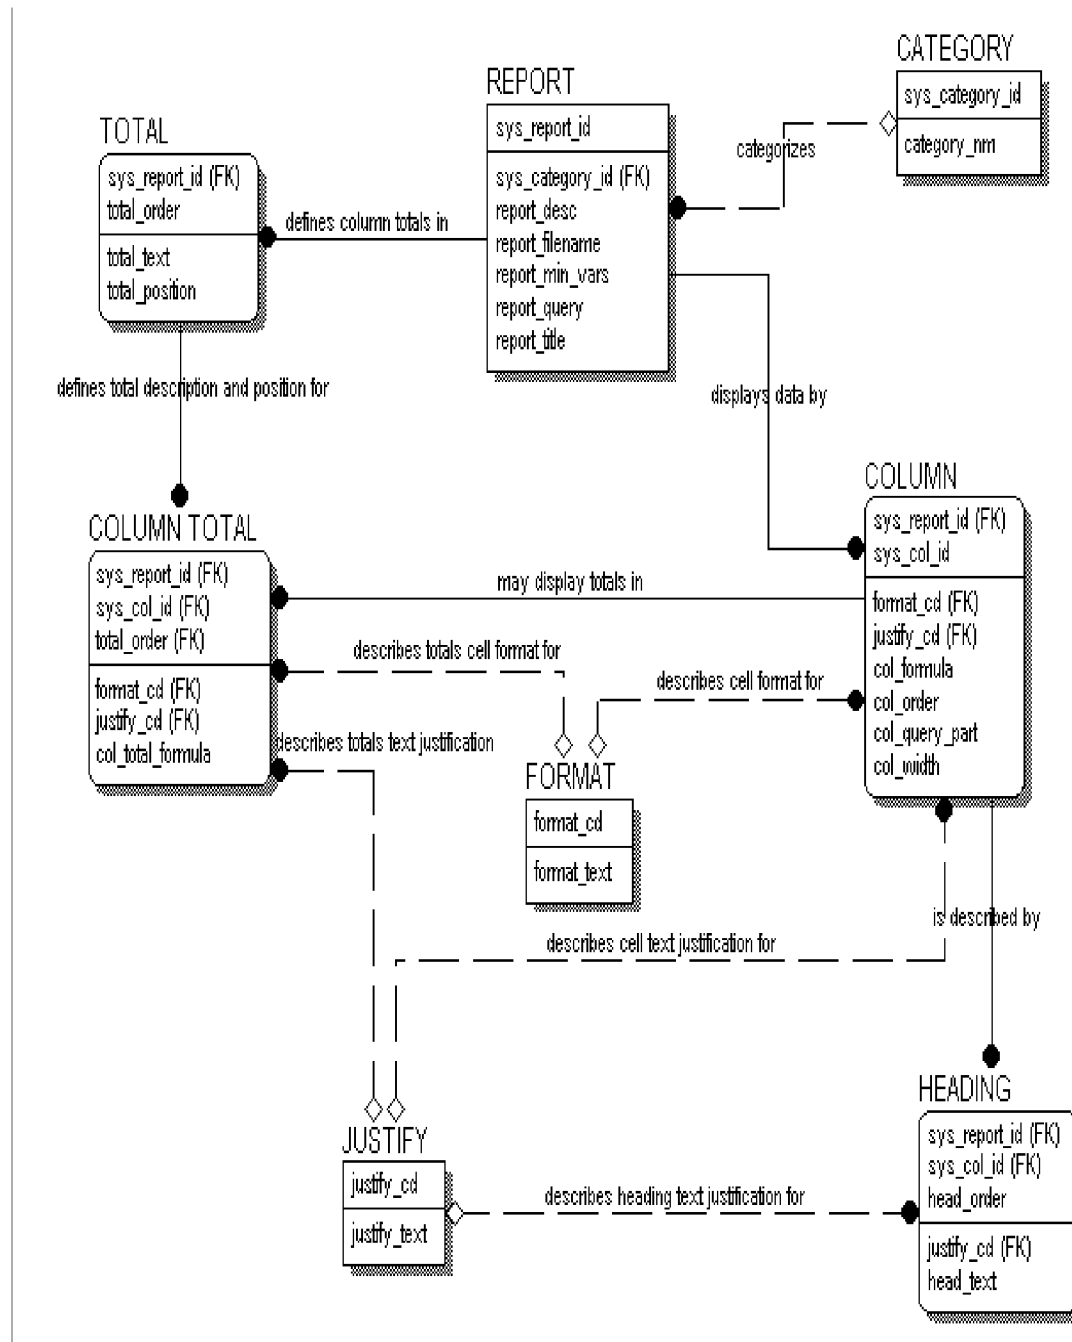 CATEGORY
sys_category_id
category_nm
REPORT
sys_report_id
sys_category_id (FK)
report_desc
report_filename
report_min_vars
report_query
report_title
categorizes
TOTAL
sys_report_id (FK)
total_order
total_text
total_position
defines column totals in
defines total description and position for
displays data by
COLUMN
sys_report_id (FK)
sys_col_id
format_cd (FK)
justify_cd (FK)
col_formula
col_order
col_query_part
col_width
COLUMN TOTAL
sys_report_id (FK)
sys_col_id (FK)
total_order (FK)
format_cd (FK)
justify_cd (FK)
col_total_formula
may display totals in
describes totals cell format for
describes cell format for
describes totals text justification
FORMAT
format_cd
format_text
is described by
describes cell text justification for
HEADING
sys_report_id (FK)
sys_col_id (FK)
head_order
justify_cd (FK)
head_text
JUSTIFY
justify_cd
justify_text
describes heading text justification for